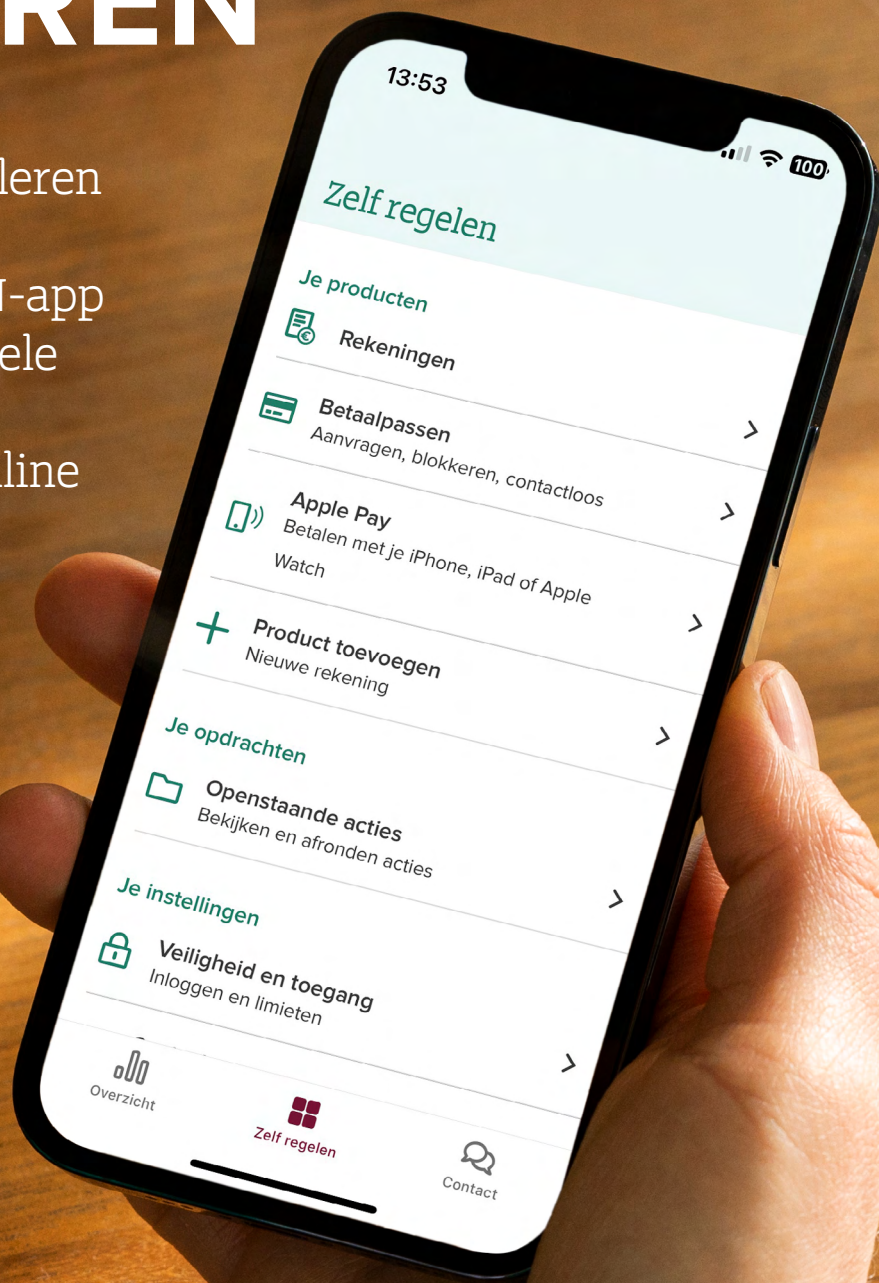 REN
leren
-app
ele
line
13:53
100
Zelf regelen
Je producten
Rekeningen
Betaalpassen
Aanvragen, blokkeren, contactloos
Apple Pay
Betalen met je iPhone, iPad of Apple
Watch
Product toevoegen
Nieuwe rekening
Je opdrachten
Openstaande acties
Bekijken en afronden acties
Je instellingen
Veiligheid en toegang
Inloggen en limieten
Overzicht
Zelf regelen
Contact